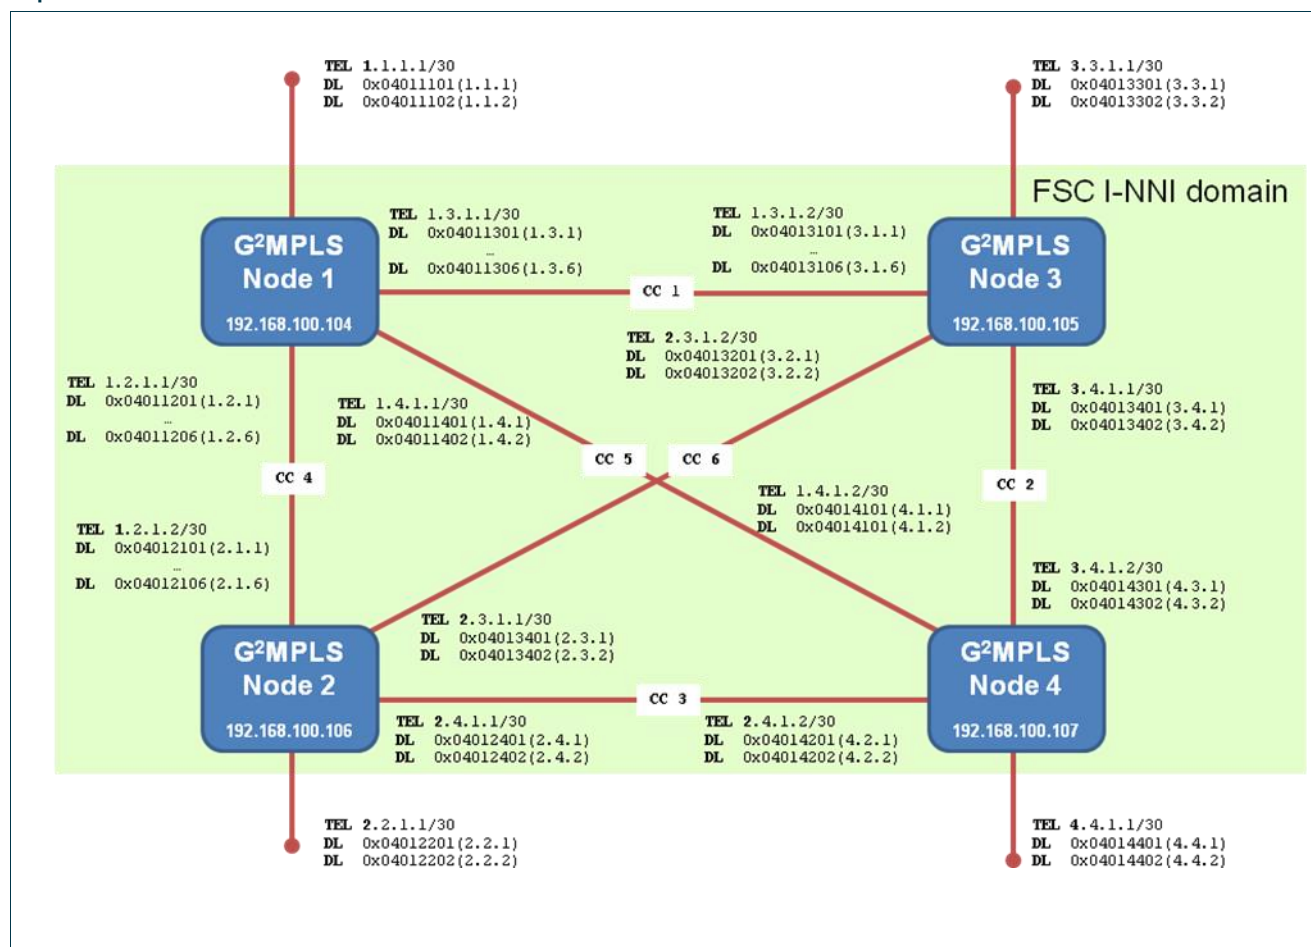 TEL 1.1.1.1/30
DL 0x04011101(1.1.1)
DL 0x04011102(1.1.2)
TEL 3.3.1.1/30
DL 0x04013301(3.3.1)
DL 0x04013302(3.3.2)
FSC I-NNI domain
G²MPLS
Node 1
192.168.100.104
TEL 1.3.1.1/30
DL 0x04011301(1.3.1)
…
DL 0x04011306(1.3.6)
TEL 1.3.1.2/30
DL 0x04013101(3.1.1)
…
DL 0x04013106(3.1.6)
G²MPLS
Node 3
192.168.100.105
CC 1
TEL 2.3.1.2/30
DL 0x04013201(3.2.1)
DL 0x04013202(3.2.2)
TEL 1.2.1.1/30
DL 0x04011201(1.2.1)
…
DL 0x04011206(1.2.6)
TEL 1.4.1.1/30
DL 0x04011401(1.4.1)
DL 0x04011402(1.4.2)
TEL 3.4.1.1/30
DL 0x04013401(3.4.1)
DL 0x04013402(3.4.2)
CC 4
CC 5
CC 6
CC 2
TEL 1.4.1.2/30
DL 0x04014101(4.1.1)
DL 0x04014101(4.1.2)
TEL 1.2.1.2/30
DL 0x04012101(2.1.1)
…
DL 0x04012106(2.1.6)
TEL 3.4.1.2/30
DL 0x04014301(4.3.1)
DL 0x04014302(4.3.2)
G²MPLS
Node 2
192.168.100.106
TEL 2.3.1.1/30
DL 0x04013401(2.3.1)
DL 0x04013402(2.3.2)
G²MPLS
Node 4
192.168.100.107
CC 3
TEL 2.4.1.1/30
DL 0x04012401(2.4.1)
DL 0x04012402(2.4.2)
TEL 2.4.1.2/30
DL 0x04014201(4.2.1)
DL 0x04014202(4.2.2)
TEL 2.2.1.1/30
DL 0x04012201(2.2.1)
DL 0x04012202(2.2.2)
TEL 4.4.1.1/30
DL 0x04014401(4.4.1)
DL 0x04014402(4.4.2)